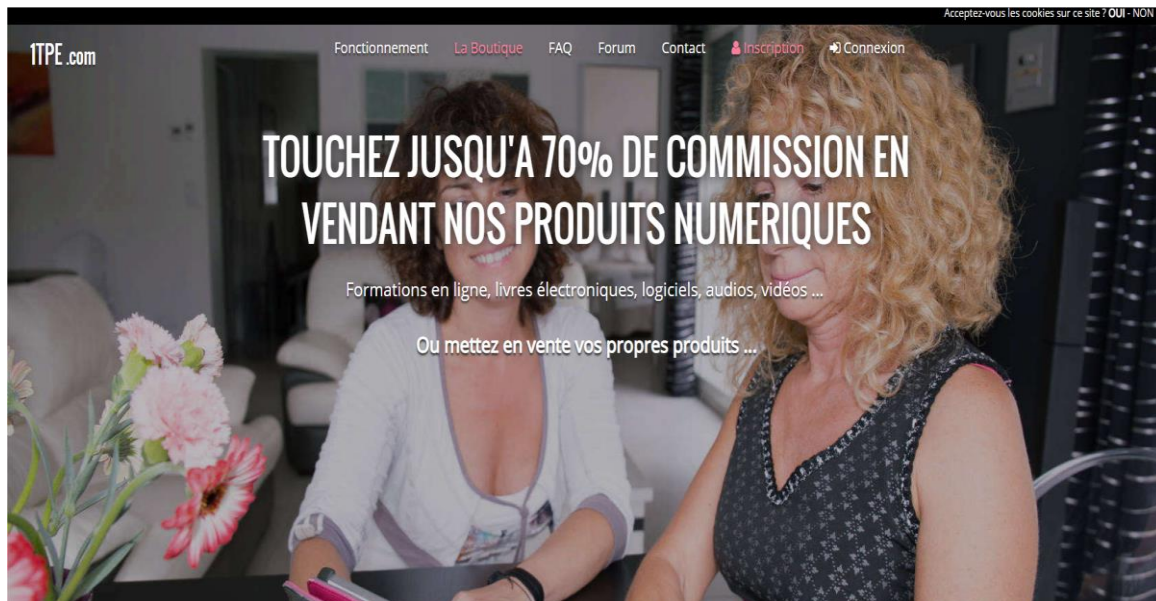 Acceptez-vous les cookies sur ce site ? OUI - NON
1TPE .com
Fonctionnement La Boutique FAQ Forum Contact Inscription Connexion
TOUCHEZ JUSQU'A 70% DE COMMISSION EN
VENDANT NOS PRODUITS NUMERIQUES
Formations en ligne, livres électroniques, logiciels, audios, vidéos ...
Ou mettez en vente vos propres produits ...